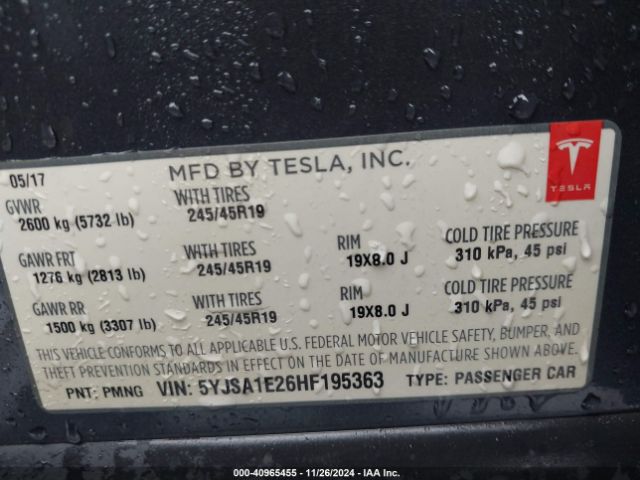 05/17 MFD BY TESLA, INC.
TESLA
GVWR WITH TIRES
2600 kg (5732 lb) 245/45R19
GAWR FRT WITH TIRES RIM COLD TIRE PRESSURE
1276 kg (2813 lb) 245/45R19 19X8.0 J 310 kPa, 45 psi
GAWR RR WITH TIRES RIM COLD TIRE PRESSURE
1500 kg (3307 lb) 245/45R19 19X8.0 J 310 kPa, 45 psi
THIS VEHICLE CONFORMS TO ALL APPLICABLE U.S. FEDERAL MOTOR VEHICLE SAFETY, BUMPER, AND
THEFT PREVENTION STANDARDS IN EFFECT ON THE DATE OF MANUFACTURE SHOWN ABOVE.
PNT: PMNG VIN: 5YJSA1E26HF195363 TYPE: PASSENGER CAR
000-40965455 - 11/26/2024 - IAA Inc.